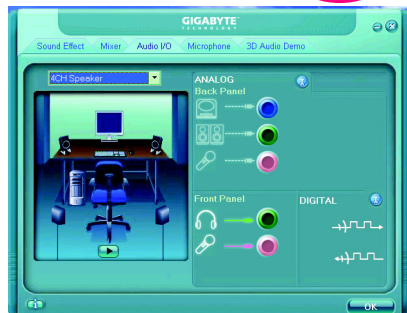 GIGABYTE
TECHNOLOGY
Sound Effect Mixer Audio I/O Microphone 3D Audio Demo
4CH Speaker
ANALOG
Back Panel
Front Panel
DIGITAL
OK